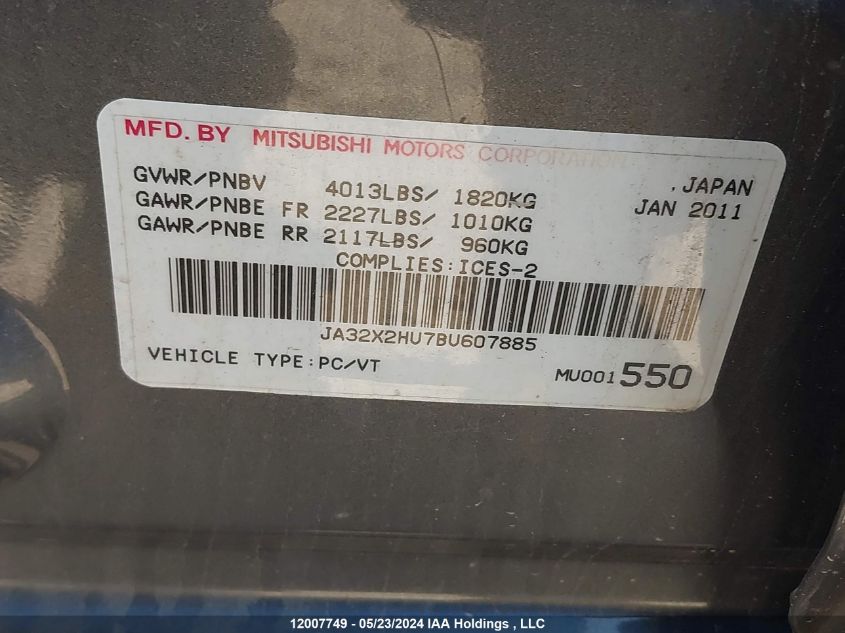 MFD. BY MITSUBISHI MOTORS CORPORATION
, JAPAN
GVWR/PNBV 4013LBS/ 1820KG JAN 2011
GAWR/PNBE FR 2227LBS/ 1010KG
GAWR/PNBE RR 2117LBS/ 960KG
COMPLIES:ICES-2
JA32X2HU7BU607885
VEHICLE TYPE:PC/VT MU001550
12007749 - 05/23/2024 IAA Holdings , LLC